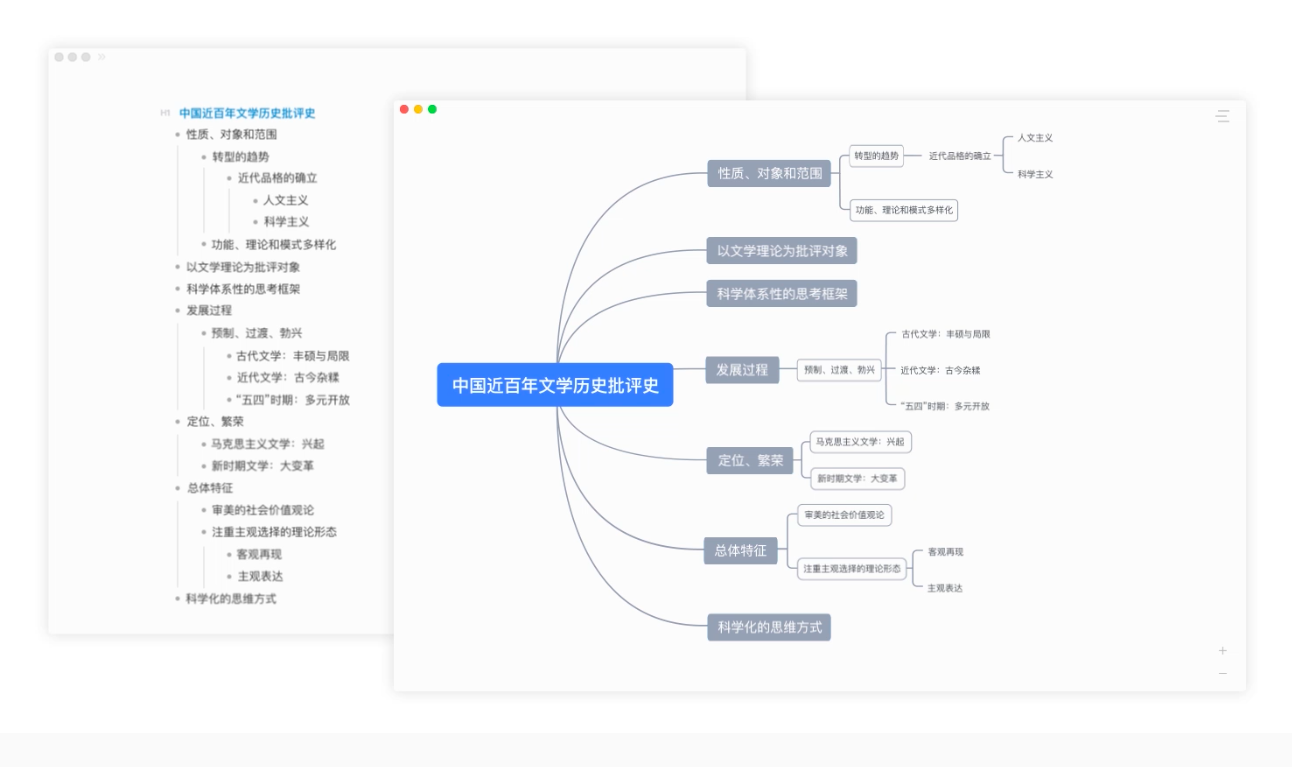 H1 中国近百年文学历史批评史
性质、对象和范围
转型的趋势
近代品格的确立
人文主义
科学主义
功能、理论和模式多样化
以文学理论为批评对象
科学体系性的思考框架
发展过程
预制、过渡、勃兴
古代文学：丰硕与局限
近代文学：古今杂糅
“五四”时期：多元开放
定位、繁荣
马克思主义文学：兴起
新时期文学：大变革
总体特征
审美的社会价值观论
注重主观选择的理论形态
客观再现
主观表达
科学化的思维方式
中国近百年文学历史批评史
性质、对象和范围
转型的趋势
近代品格的确立
人文主义
科学主义
功能、理论和模式多样化
以文学理论为批评对象
科学体系性的思考框架
发展过程
预制、过渡、勃兴
古代文学：丰硕与局限
近代文学：古今杂糅
“五四”时期：多元开放
定位、繁荣
马克思主义文学：兴起
新时期文学：大变革
总体特征
审美的社会价值观论
注重主观选择的理论形态
客观再现
主观表达
科学化的思维方式